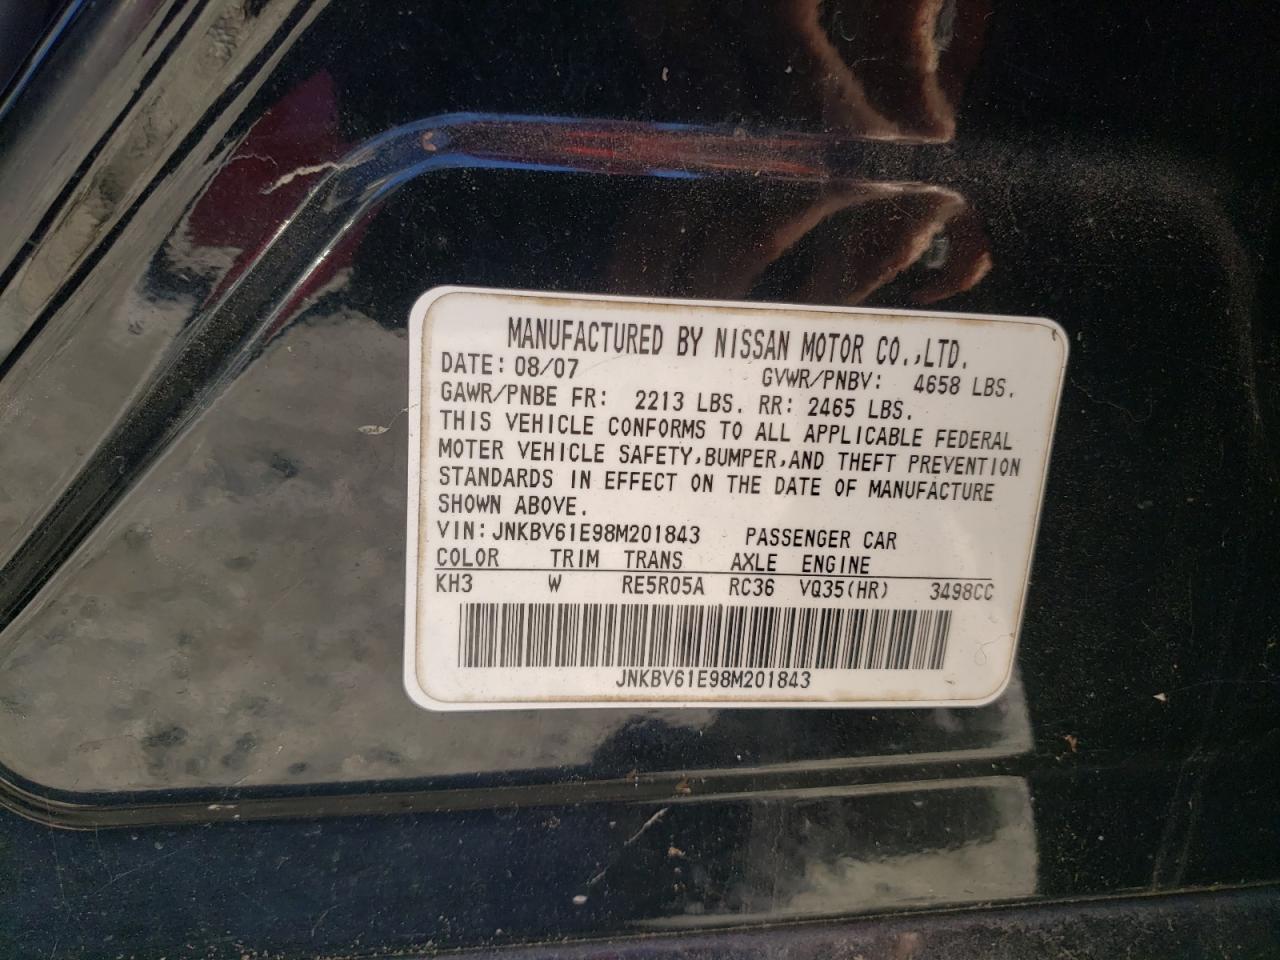 MANUFACTURED BY NISSAN MOTOR CO.,LTD.
DATE: 08/07 GVWR/PNBV: 4658 LBS.
GAWR/PNBE FR: 2213 LBS. RR: 2465 LBS.
THIS VEHICLE CONFORMS TO ALL APPLICABLE FEDERAL
MOTER VEHICLE SAFETY,BUMPER,AND THEFT PREVENTION
STANDARDS IN EFFECT ON THE DATE OF MANUFACTURE
SHOWN ABOVE.
VIN:JNKBV61E98M201843 PASSENGER CAR
COLOR TRIM TRANS AXLE ENGINE
KH3 W RE5R05A RC36 VQ35(HR) 3498CC
JNKBV61E98M201843